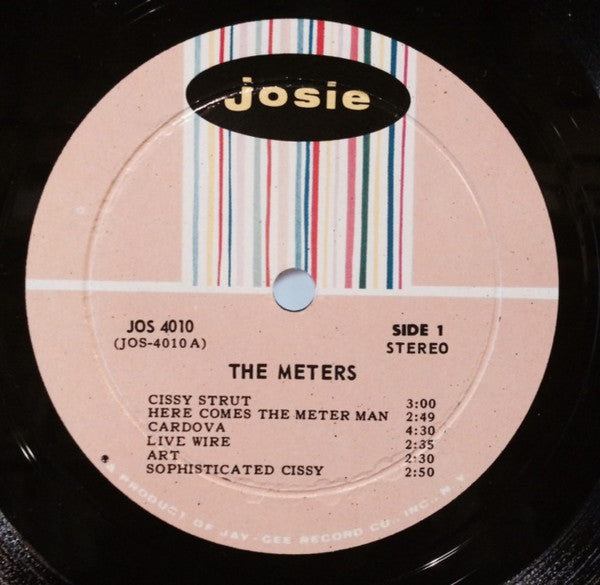 josie
JOS 4010
(JOS-4010A)
SIDE 1
STEREO
THE METERS
CISSY STRUT 3:00
HERE COMES THE METER MAN 2:49
CARDOVA 4:30
LIVE WIRE 2:35
ART 2:30
SOPHISTICATED CISSY 2:50
A PRODUCT OF JAY-GEE RECORD CO., INC., N. Y.